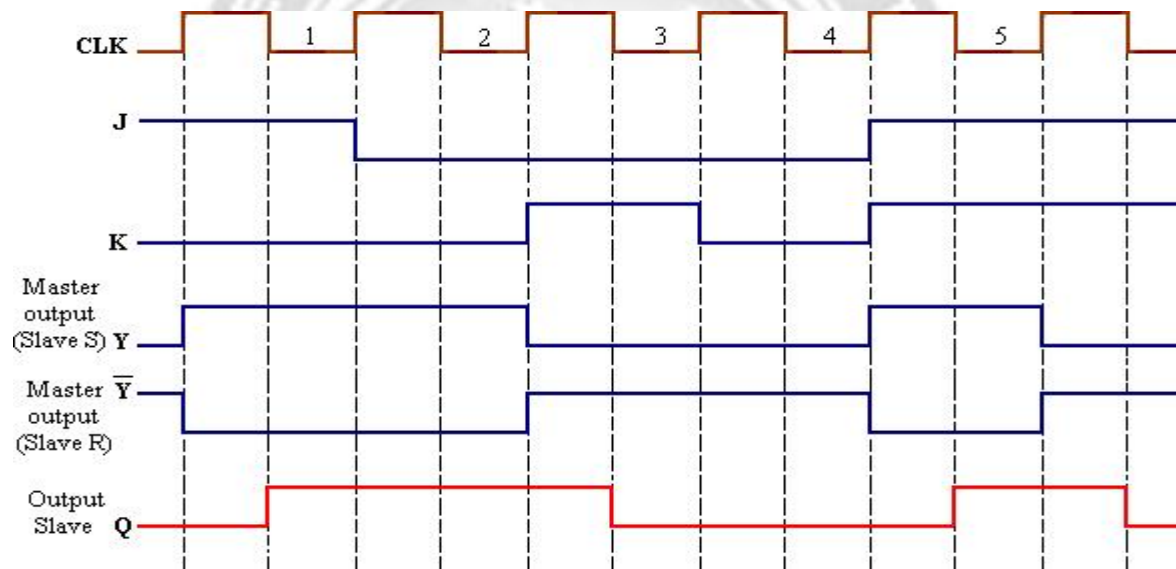 CLK 1 2 3 4 5
J
K
Master
output
(Slave S) Y
Master Y̅
output
(Slave R)
Output
Slave Q